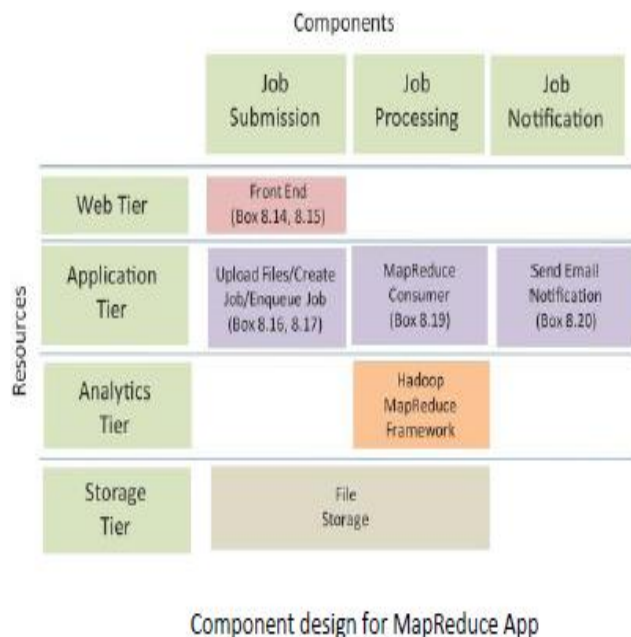 Components
Job
Submission
Job
Processing
Job
Notification
Resources
Web Tier
Front End
(Box 8.14, 8.15)
Application
Tier
Upload Files/Create
Job/Enqueue Job
(Box 8.16, 8.17)
MapReduce
Consumer
(Box 8.19)
Send Email
Notification
(Box 8.20)
Analytics
Tier
Hadoop
MapReduce
Framework
Storage
Tier
File
Storage
Component design for MapReduce App